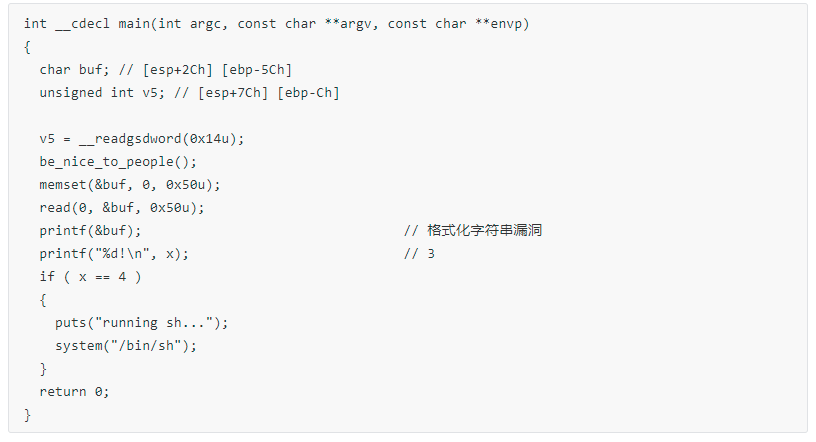 int __cdecl main(int argc, const char **argv, const char **envp)
{
  char buf; // [esp+2Ch] [ebp-5Ch]
  unsigned int v5; // [esp+7Ch] [ebp-Ch]

  v5 = __readgsdword(0x14u);
  be_nice_to_people();
  memset(&buf, 0, 0x50u);
  read(0, &buf, 0x50u);
  printf(&buf);                           // 格式化字符串漏洞
  printf("%d!\n", x);                     // 3
  if ( x == 4 )
  {
    puts("running sh...");
    system("/bin/sh");
  }
  return 0;
}